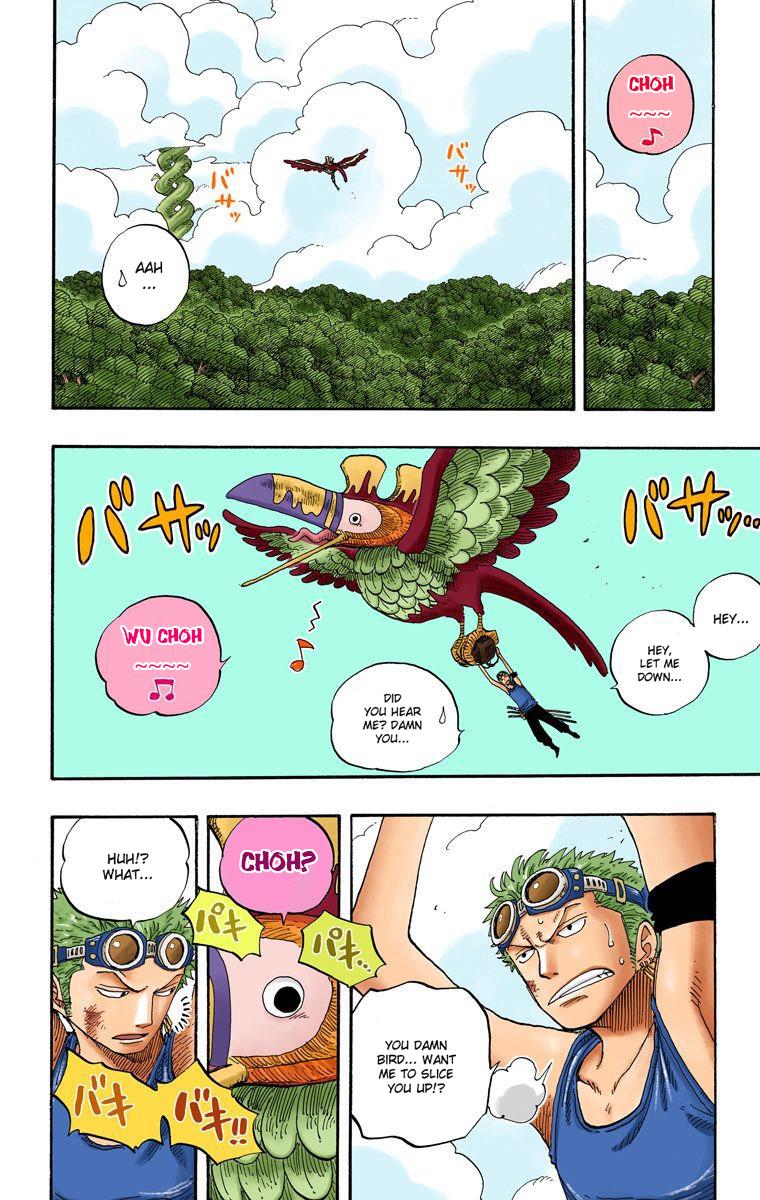 CHOH
~~~♪
バサッ
バサッ
AAH
...
バサッ...
HEY...
HEY,
LET ME
DOWN...
DID
YOU HEAR
ME? DAMN
YOU...
バサッ
WU CHOH
~~~~
♫
YOU DAMN
BIRD... WANT
ME TO SLICE
YOU UP!?
CHOH?
パキ...
パキ
HUH!?
WHAT...
バキ!!
バキ